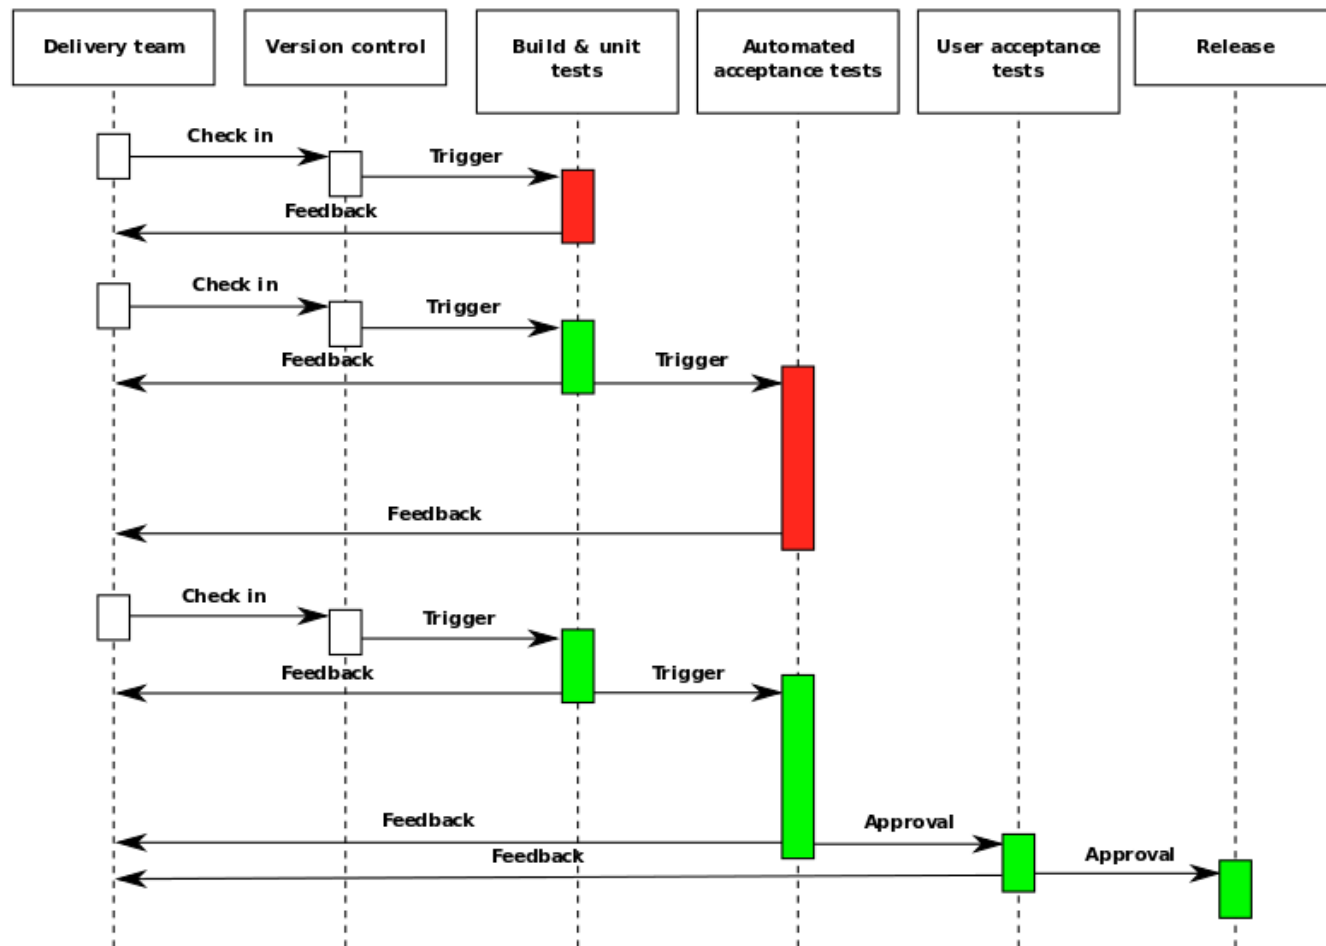 Delivery team
Version control
Build & unit
tests
Automated
acceptance tests
User acceptance
tests
Release
Check in
Trigger
Feedback
Check in
Trigger
Feedback
Trigger
Feedback
Check in
Trigger
Feedback
Trigger
Feedback
Approval
Feedback
Approval